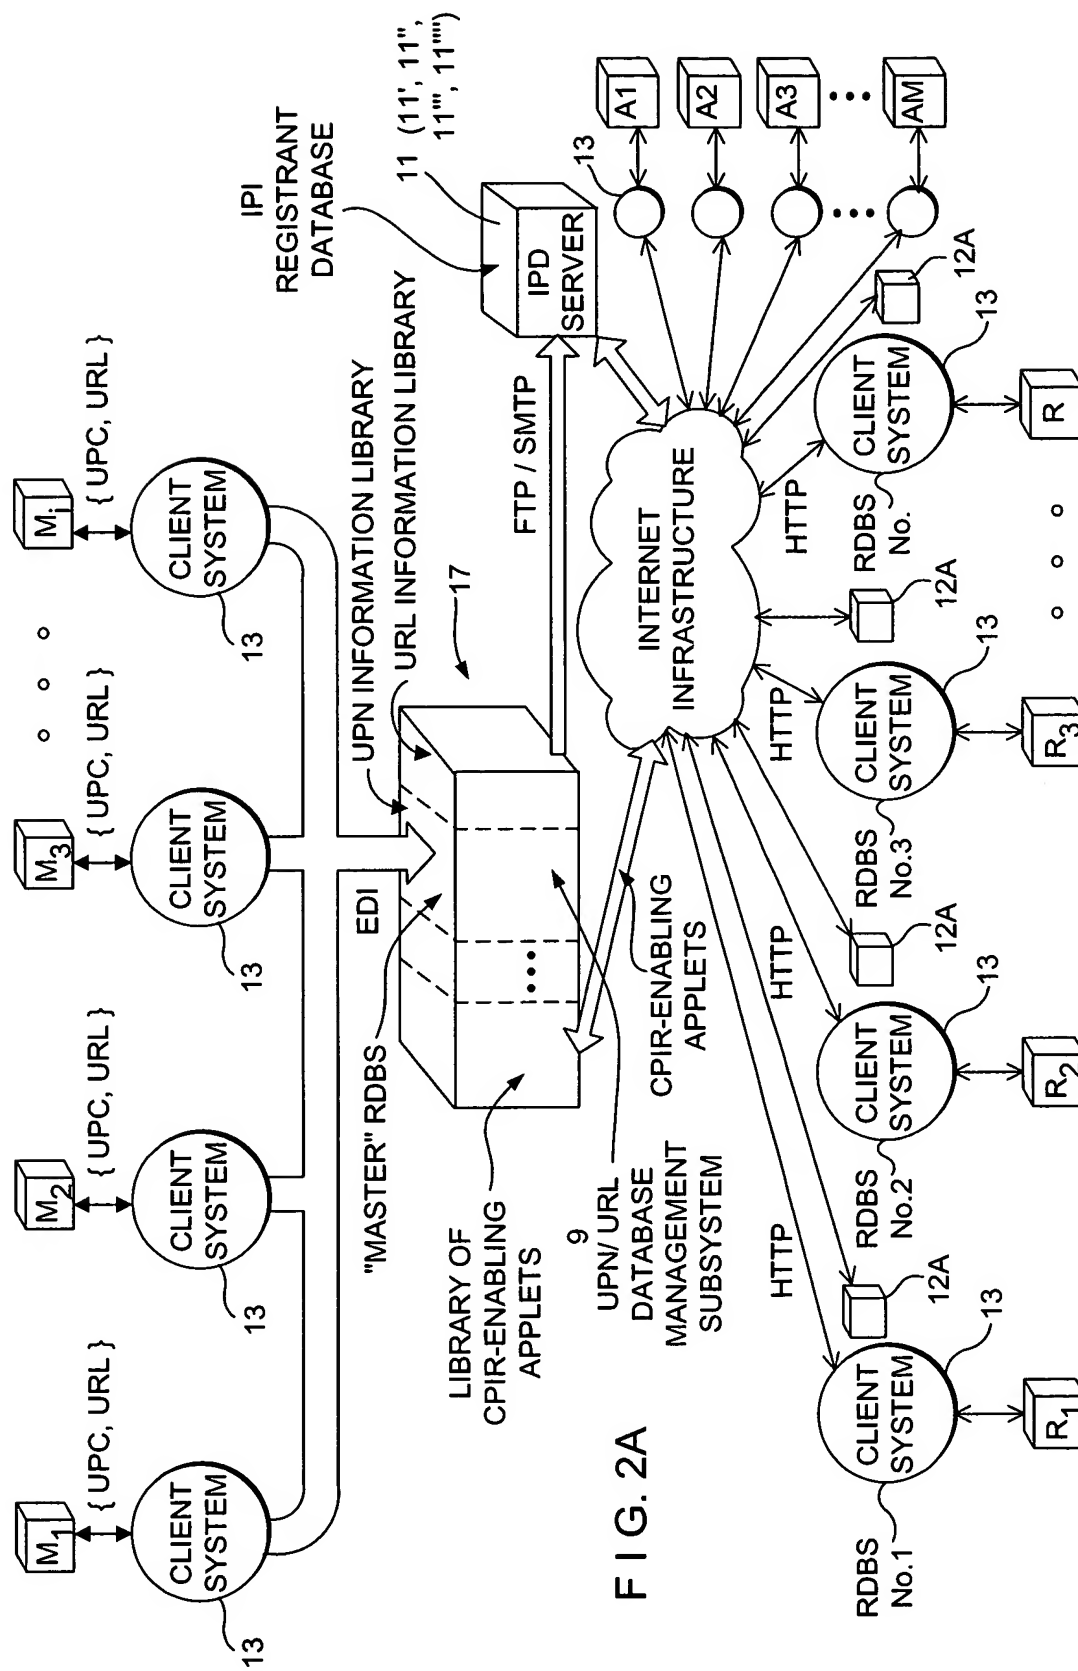 M1
M2
M3
Mi
{ UPC, URL }
{ UPC, URL }
{ UPC, URL }
{ UPC, URL }
CLIENT
SYSTEM
CLIENT
SYSTEM
CLIENT
SYSTEM
CLIENT
SYSTEM
13
13
13
13
EDI
UPN INFORMATION LIBRARY
URL INFORMATION LIBRARY
"MASTER" RDBS
17
LIBRARY OF
CPIR-ENABLING
APPLETS
IPI
REGISTRANT
DATABASE
11 (11', 11'',
11''', 11'''')
IPD
SERVER
FTP / SMTP
9
UPN/ URL
DATABASE
MANAGEMENT
SUBSYSTEM
CPIR-ENABLING
APPLETS
INTERNET
INFRASTRUCTURE
13
A1
A2
A3
AM
FIG. 2A
HTTP
HTTP
HTTP
HTTP
12A
12A
12A
12A
RDBS
No.1
CLIENT
SYSTEM
13
RDBS
No.2
CLIENT
SYSTEM
13
RDBS
No.3
CLIENT
SYSTEM
13
RDBS
No.
CLIENT
SYSTEM
13
R1
R2
R3
R